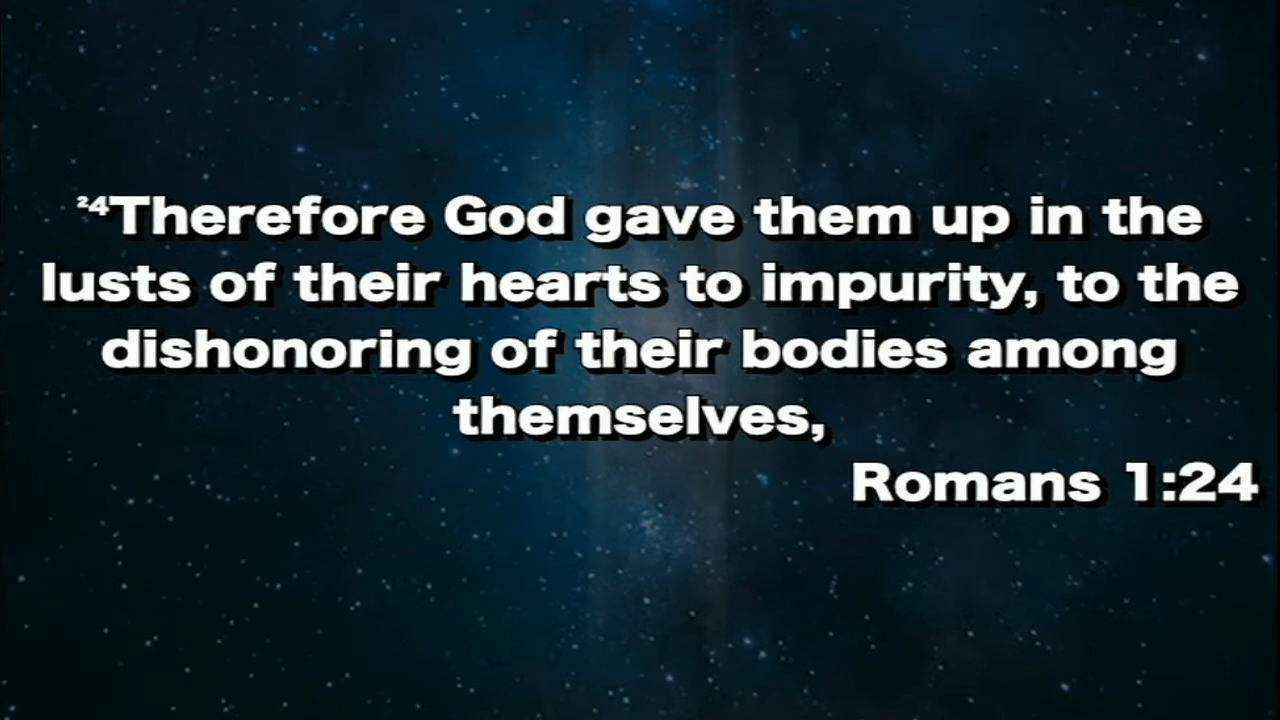 ²⁴Therefore God gave them up in the
lusts of their hearts to impurity, to the
dishonoring of their bodies among
themselves,
Romans 1:24